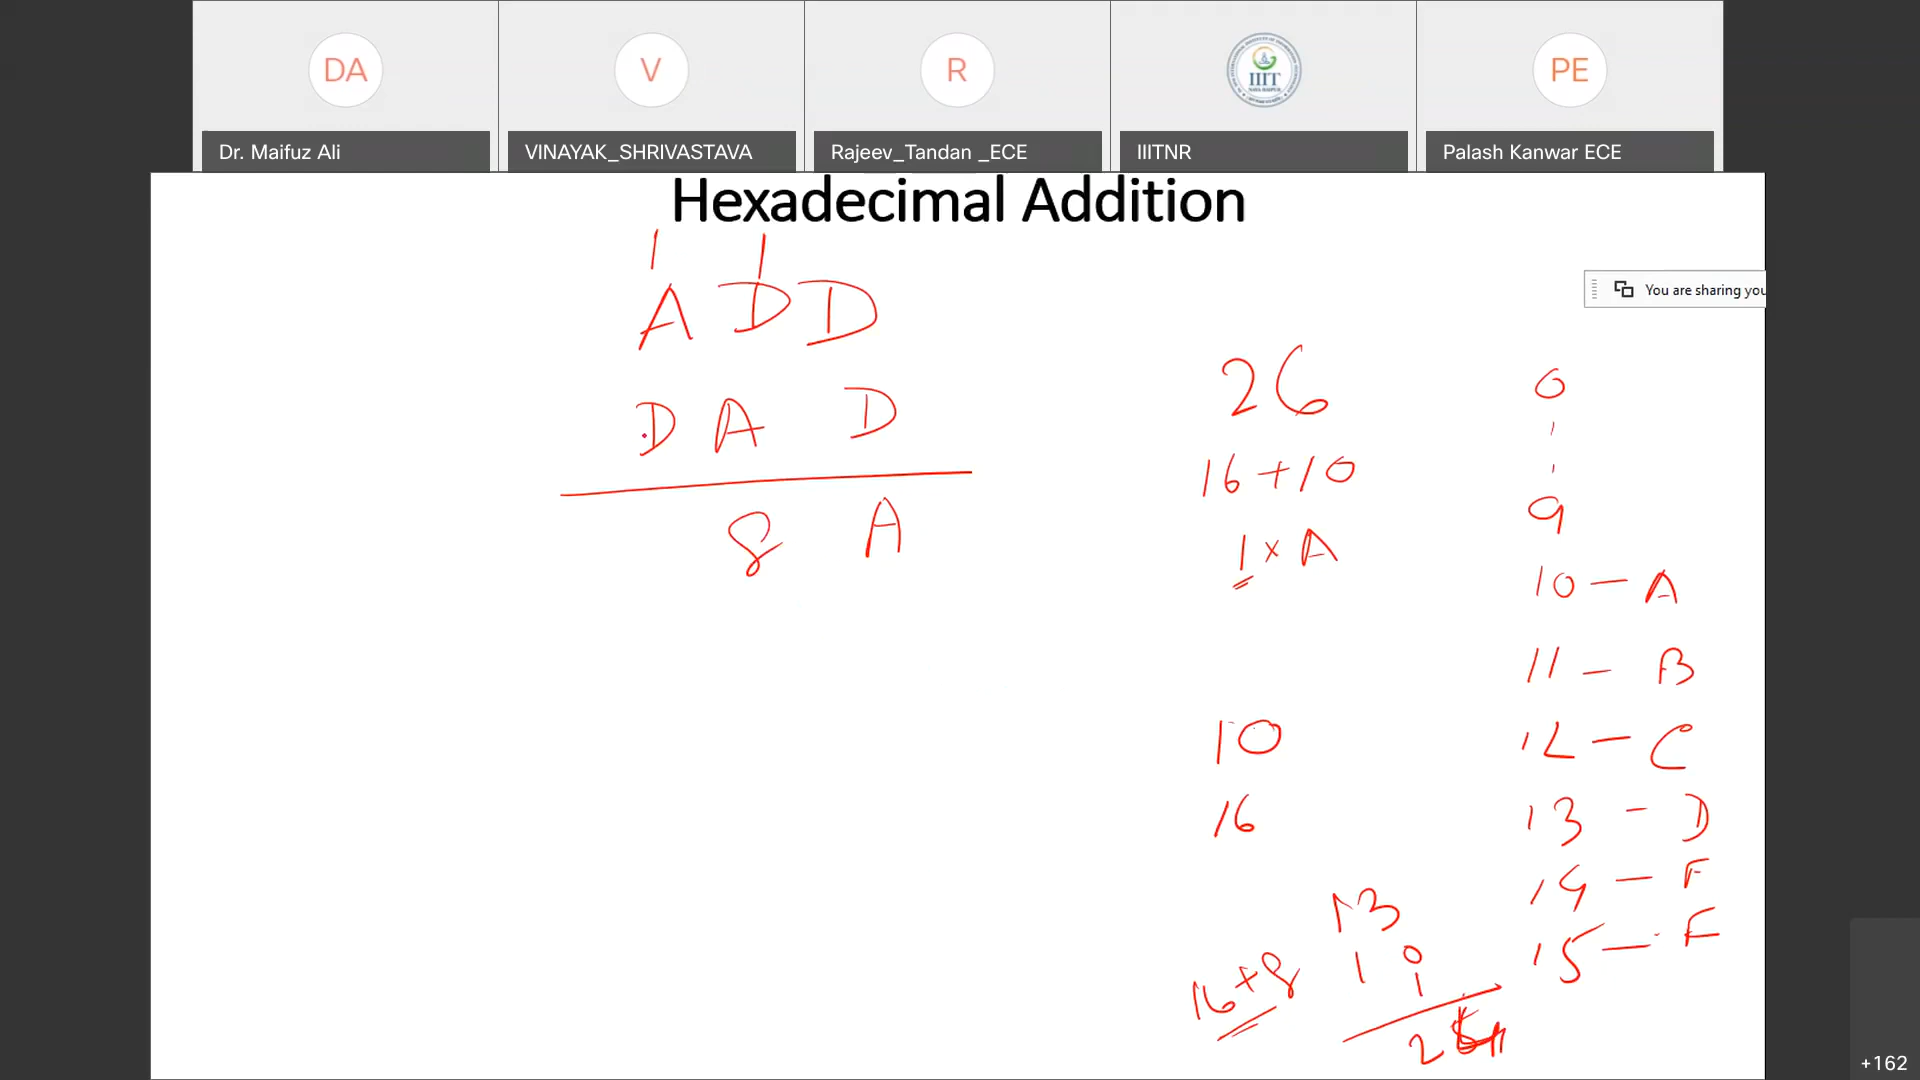 DA V R IIIT PE
Dr. Maifuz Ali VINAYAK_SHRIVASTAVA Rajeev_Tandan _ECE IIITNR Palash Kanwar ECE
Hexadecimal Addition
You are sharing you
1 1
A D D
D A D
8 A
26
16+10
1 x A
10
16
0
9
10 - A
11 - B
12 - C
13 - D
14 - E
15 - F
13
10
1
2
16+8
+162